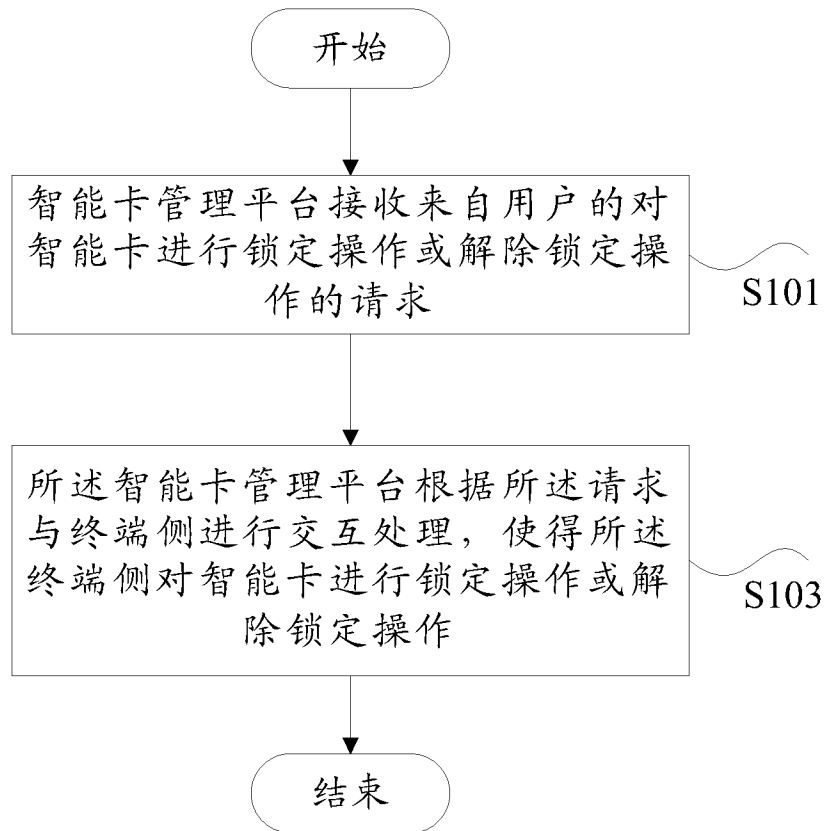 开始
智能卡管理平台接收来自用户的对
智能卡进行锁定操作或解除锁定操
作的请求
S101
所述智能卡管理平台根据所述请求
与终端侧进行交互处理，使得所述
终端侧对智能卡进行锁定操作或解
除锁定操作
S103
结束